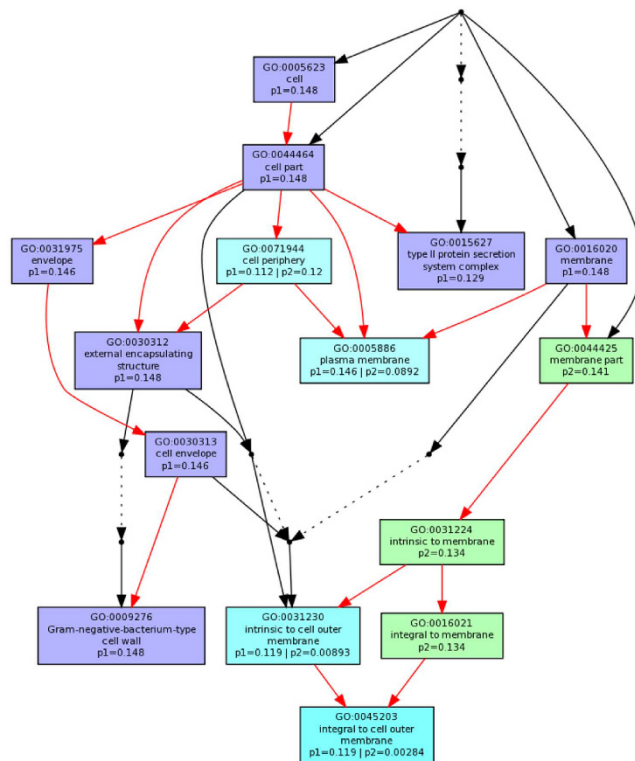 GO:0005623
cell
p1=0.148
GO:0044464
cell part
p1=0.148
GO:0031975
envelope
p1=0.146
GO:0071944
cell periphery
p1=0.112 | p2=0.12
GO:0015627
type II protein secretion
system complex
p1=0.129
GO:0016020
membrane
p1=0.148
GO:0030312
external encapsulating
structure
p1=0.148
GO:0005886
plasma membrane
p1=0.146 | p2=0.0892
GO:0044425
membrane part
p2=0.141
GO:0030313
cell envelope
p1=0.146
GO:0031224
intrinsic to membrane
p2=0.134
GO:0009276
Gram-negative-bacterium-type
cell wall
p1=0.148
GO:0031230
intrinsic to cell outer
membrane
p1=0.119 | p2=0.00893
GO:0016021
integral to membrane
p2=0.134
GO:0045203
integral to cell outer
membrane
p1=0.119 | p2=0.00284